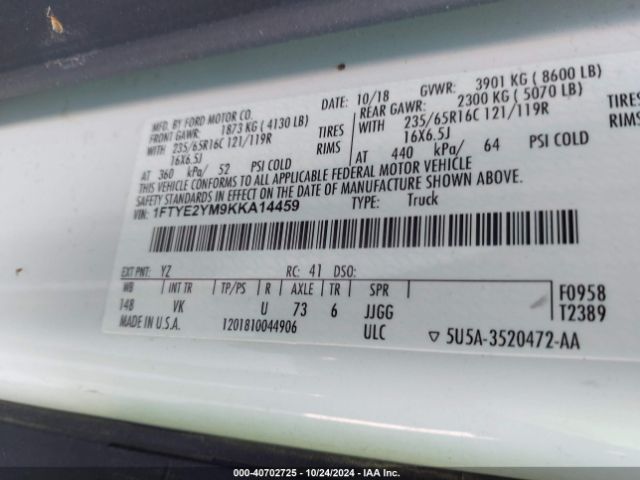 MFD. BY FORD MOTOR CO. DATE: 10/18 GVWR: 3901 KG ( 8600 LB)
FRONT GAWR: 1873 KG ( 4130 LB) REAR GAWR: 2300 KG ( 5070 LB)
WITH 235/65R16C 121/119R TIRES WITH 235/65R16C 121/119R TIRES
16X6.5J RIMS 16X6.5J RIMS
AT 360 kPa/ 52 PSI COLD AT 440 kPa/ 64 PSI COLD
THIS VEHICLE CONFORMS TO ALL APPLICABLE FEDERAL MOTOR VEHICLE
SAFETY STANDARDS IN EFFECT ON THE DATE OF MANUFACTURE SHOWN ABOVE.
VIN: 1FTYE2YM9KKA14459 TYPE: Truck
EXT PNT: YZ RC: 41 DSO:
WB INT TR TP/PS R AXLE TR SPR F0958
148 VK U 73 6 JJGG T2389
MADE IN U.S.A. 1201810044906 ULC ▽ 5U5A-3520472-AA
000-40702725 - 10/24/2024 - IAA Inc.